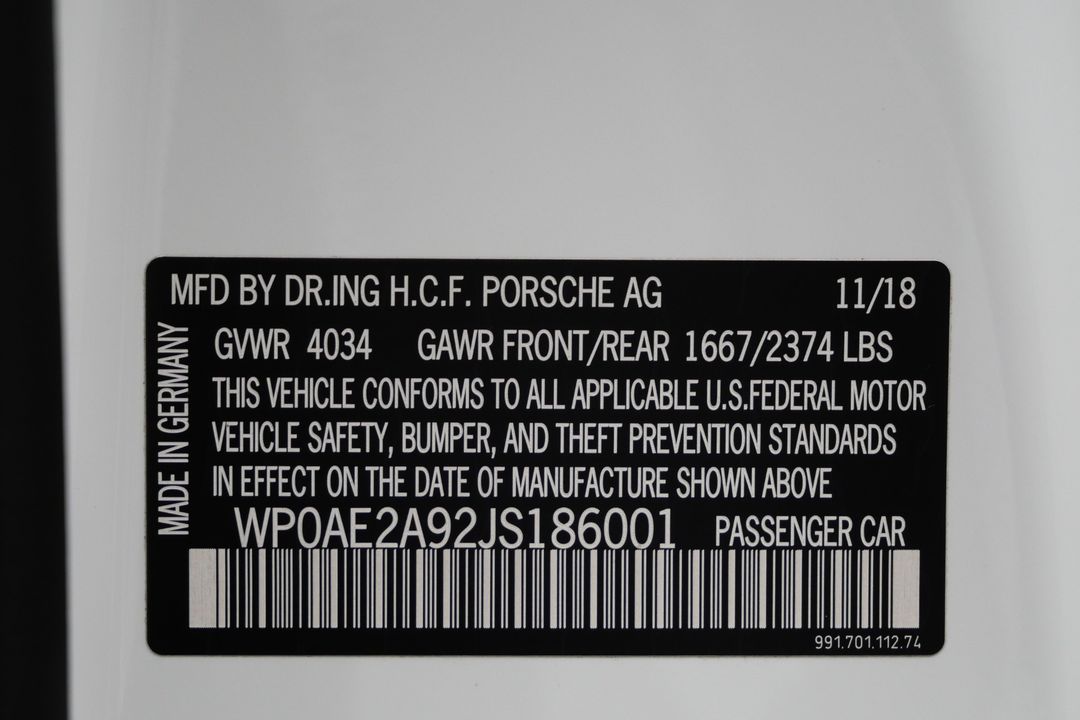 MFD BY DR.ING H.C.F. PORSCHE AG 11/18
MADE IN GERMANY
GVWR 4034 GAWR FRONT/REAR 1667/2374 LBS
THIS VEHICLE CONFORMS TO ALL APPLICABLE U.S.FEDERAL MOTOR
VEHICLE SAFETY, BUMPER, AND THEFT PREVENTION STANDARDS
IN EFFECT ON THE DATE OF MANUFACTURE SHOWN ABOVE
WP0AE2A92JS186001 PASSENGER CAR
991.701.112.74